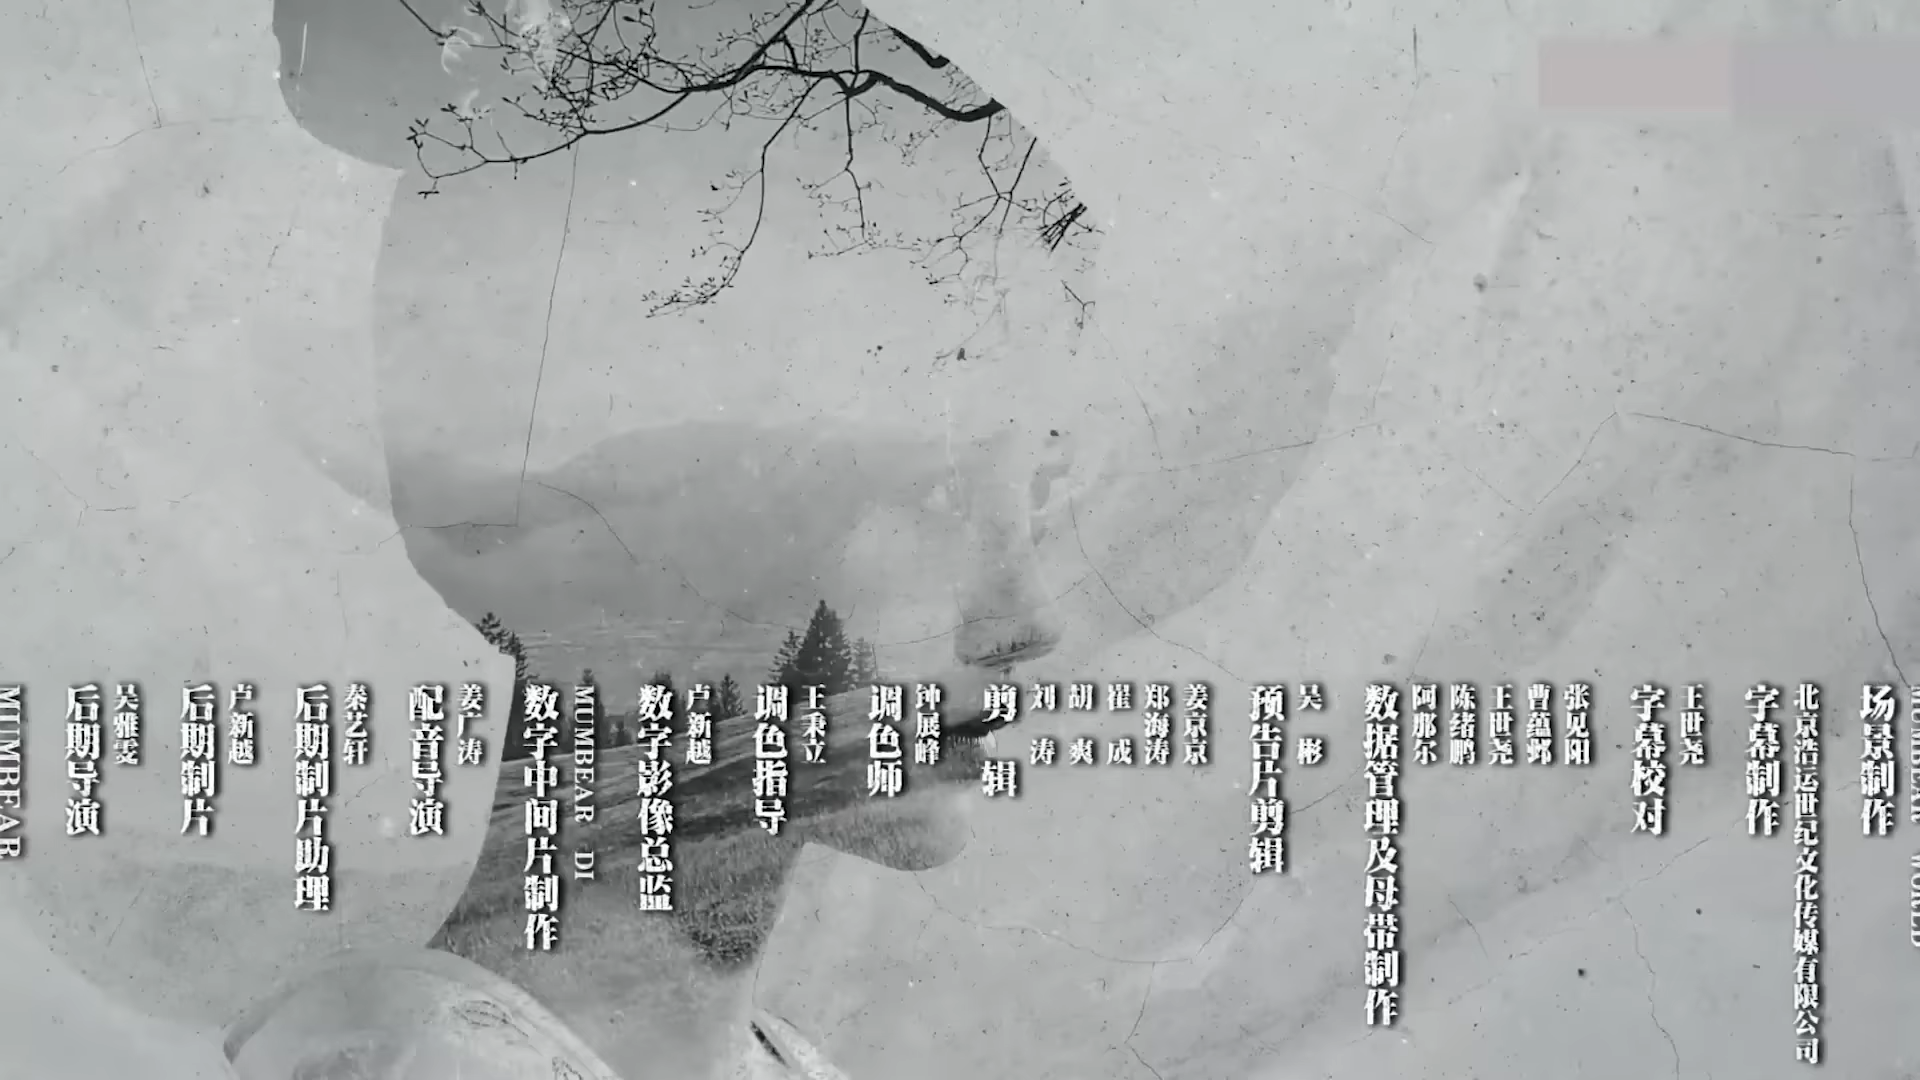 MUMBEAR
后期导演
吴雅雯
后期制片
卢新越
后期制片助理
秦艺轩
配音导演
姜广涛
数字中间片制作
MUMBEAR DI
数字影像总监
卢新越
调色指导
王秉立
调色师
钟展峰
剪 辑
刘 涛
胡 爽
崔 成
郑海涛
姜京京
预告片剪辑
吴 彬
数据管理及母带制作
阿那尔
陈绪鹏
王世尧
曹蕴邺
张见阳
字幕校对
王世尧
字幕制作
北京浩运世纪文化传媒有限公司
场景制作
MUMBEAR WORLD